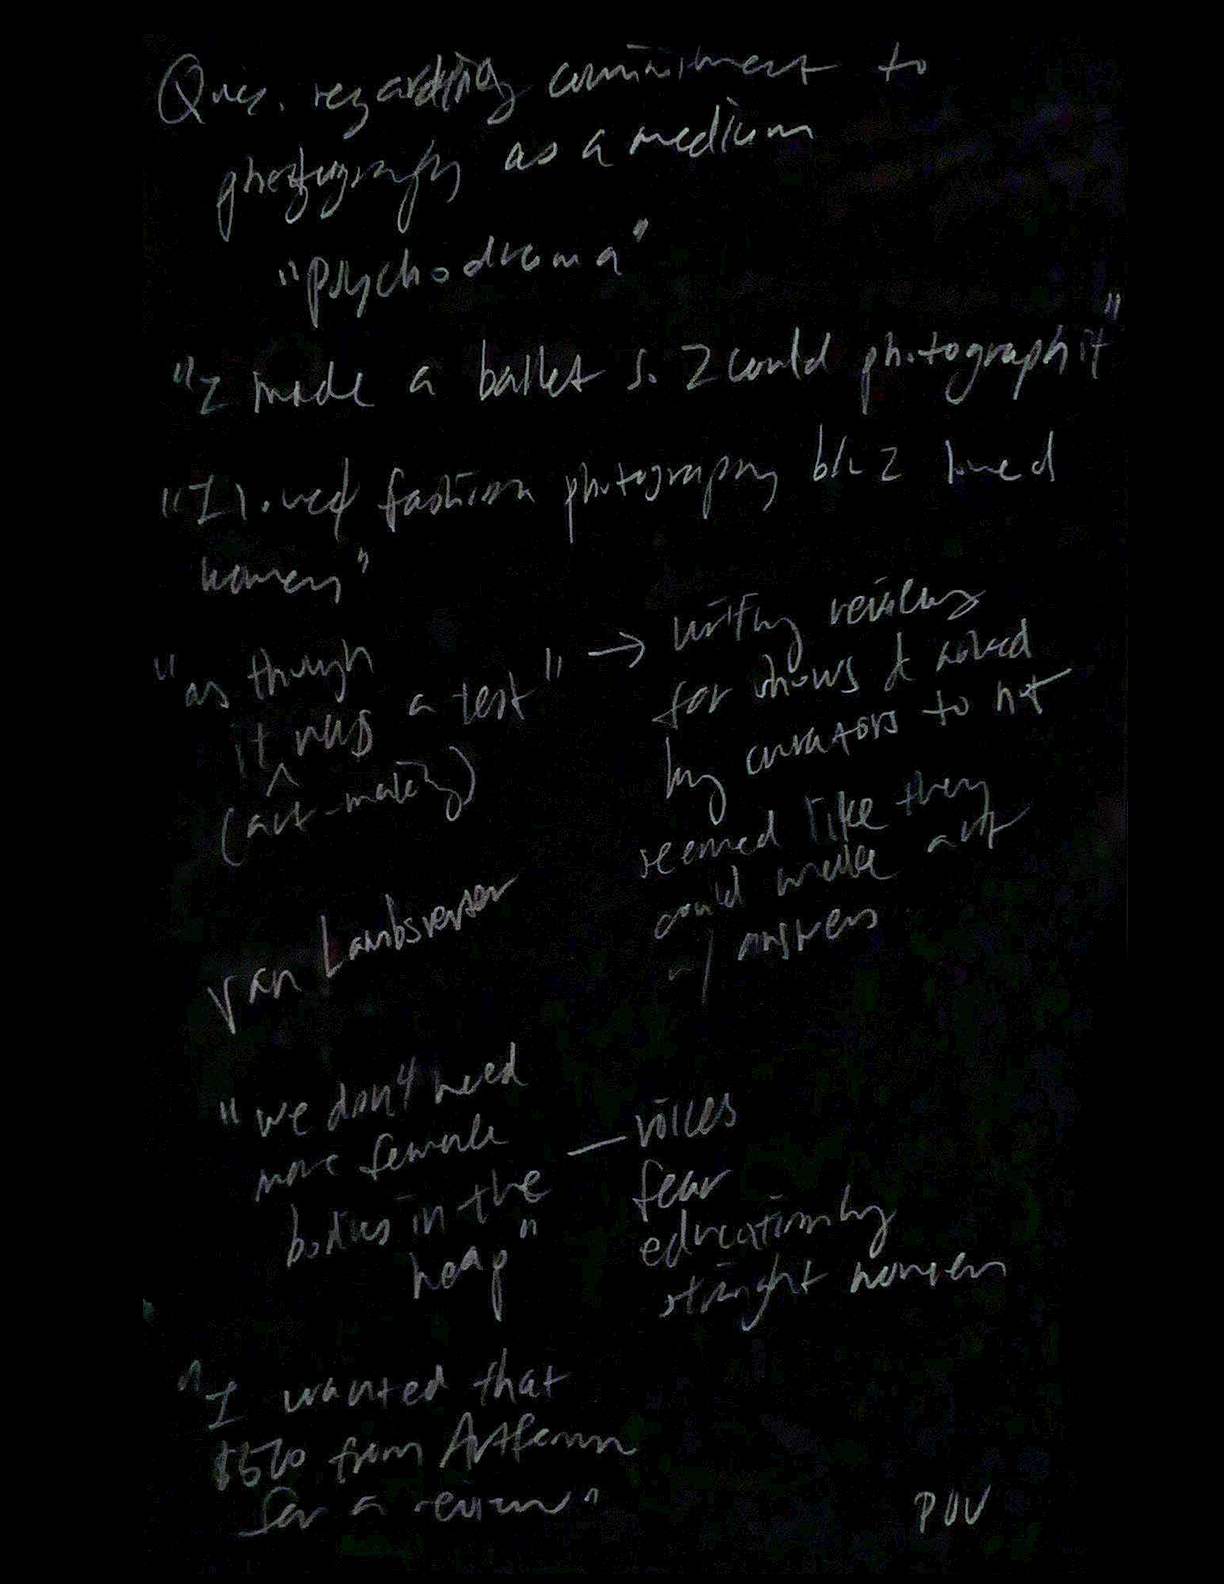 Ques. regarding commitment to
photography as a medium
"psychodrama"
"I made a ballet so I could photograph it"
"I loved fashion photography b/c I loved
women"
"as though
it was a test" →
^
(art-making)
writing reviews
for shows & asked
by curators to not
seemed like they
could make art
w/ answers
van Lamsweerde
"we don't need
more female
bodies in the
heap"
— voices
fear
education by
straight women
"I wanted that
from Artforum
for a review"
POV